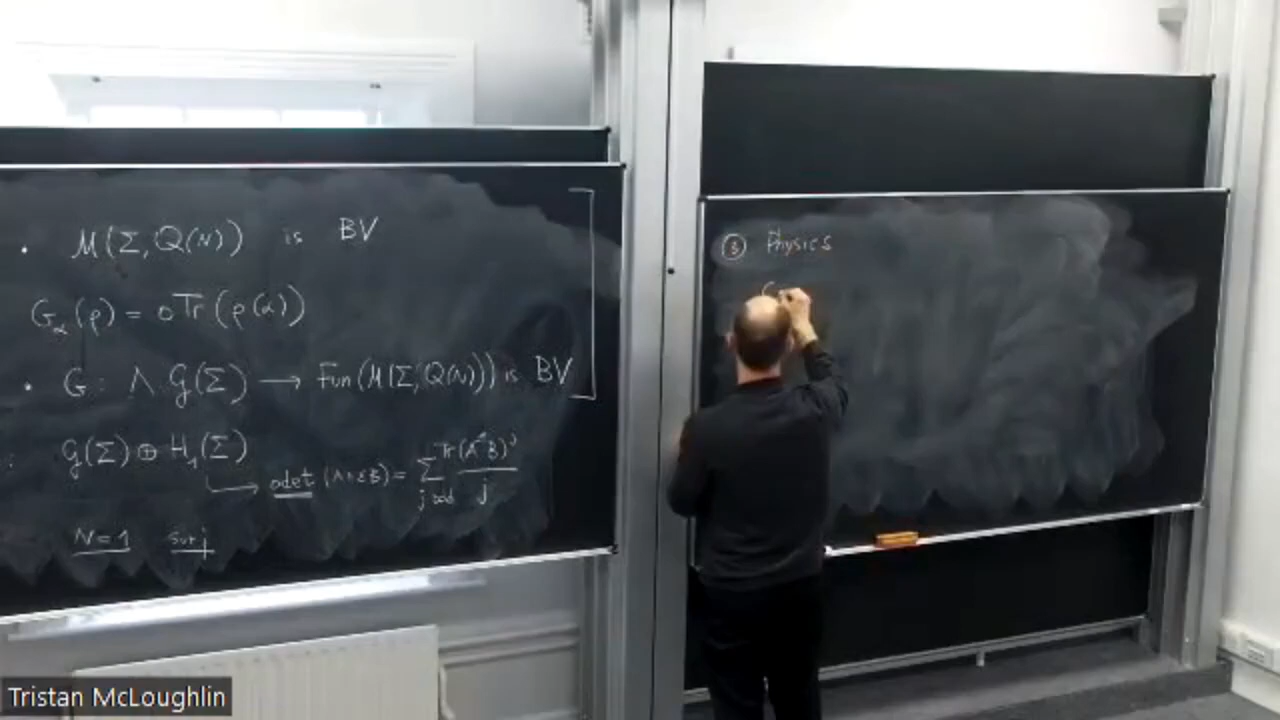 • M(Σ, Q(N)) is BV
G_α(ρ) = oTr(ρ(α))
• G: Λ g(Σ) → Fun(M(Σ, Q(N))) is BV
: g(Σ) ⊕ H_1(Σ)
odet (A+εB) = Σ_{j odd} Tr(A^{-1}B)^j / j
N=1 surj
③ Physics
Tristan McLoughlin